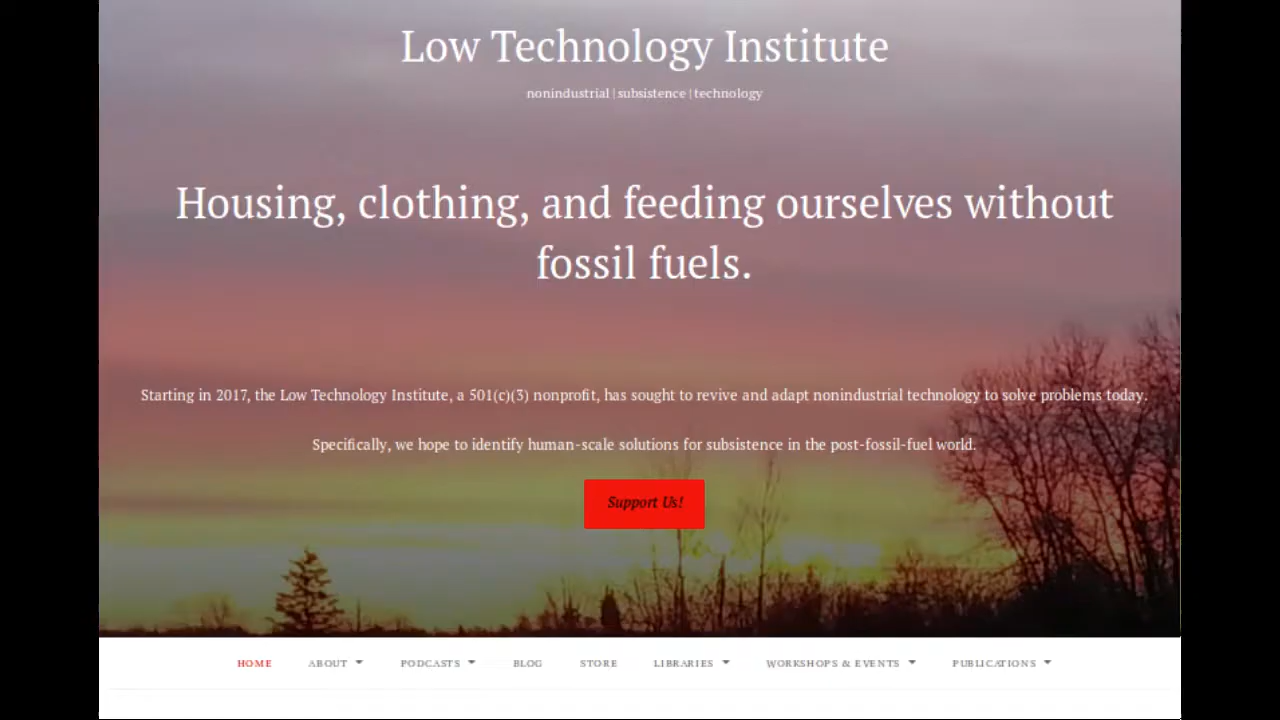 Low Technology Institute
nonindustrial | subsistence | technology
Housing, clothing, and feeding ourselves without
fossil fuels.
Starting in 2017, the Low Technology Institute, a 501(c)(3) nonprofit, has sought to revive and adapt nonindustrial technology to solve problems today.
Specifically, we hope to identify human-scale solutions for subsistence in the post-fossil-fuel world.
Support Us!
HOME ABOUT PODCASTS BLOG STORE LIBRARIES WORKSHOPS & EVENTS PUBLICATIONS